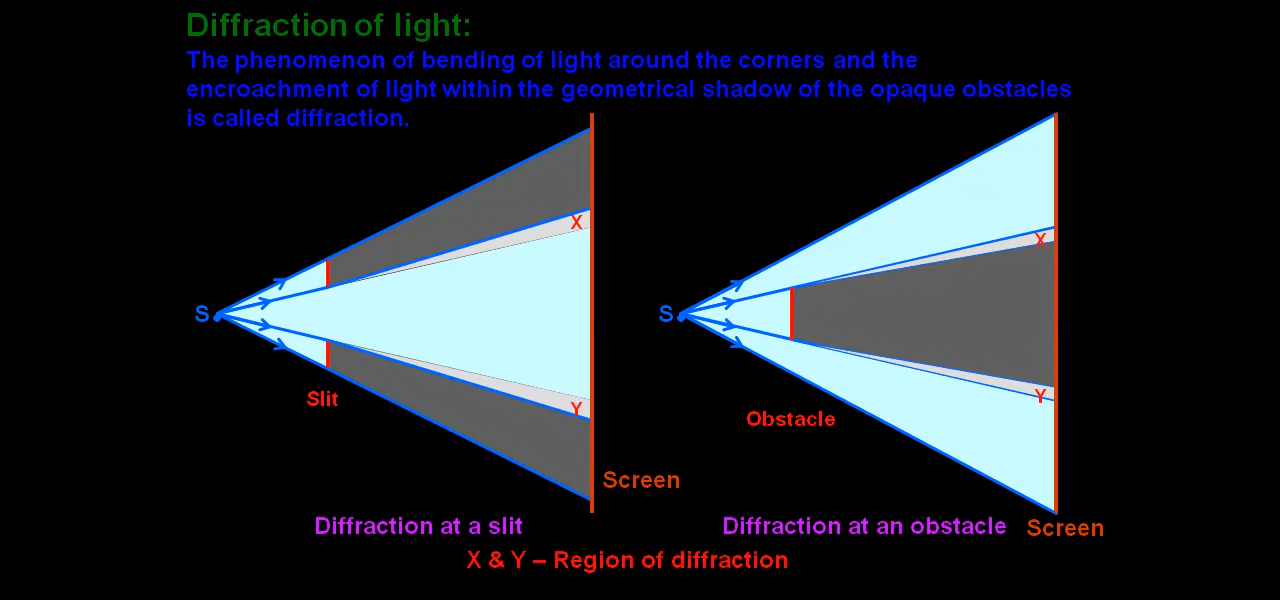 Diffraction of light:
The phenomenon of bending of light around the corners and the
encroachment of light within the geometrical shadow of the opaque obstacles
is called diffraction.
X
X
S
S
Slit
Y
Y
Obstacle
Screen
Diffraction at a slit
Diffraction at an obstacle
Screen
X & Y – Region of diffraction